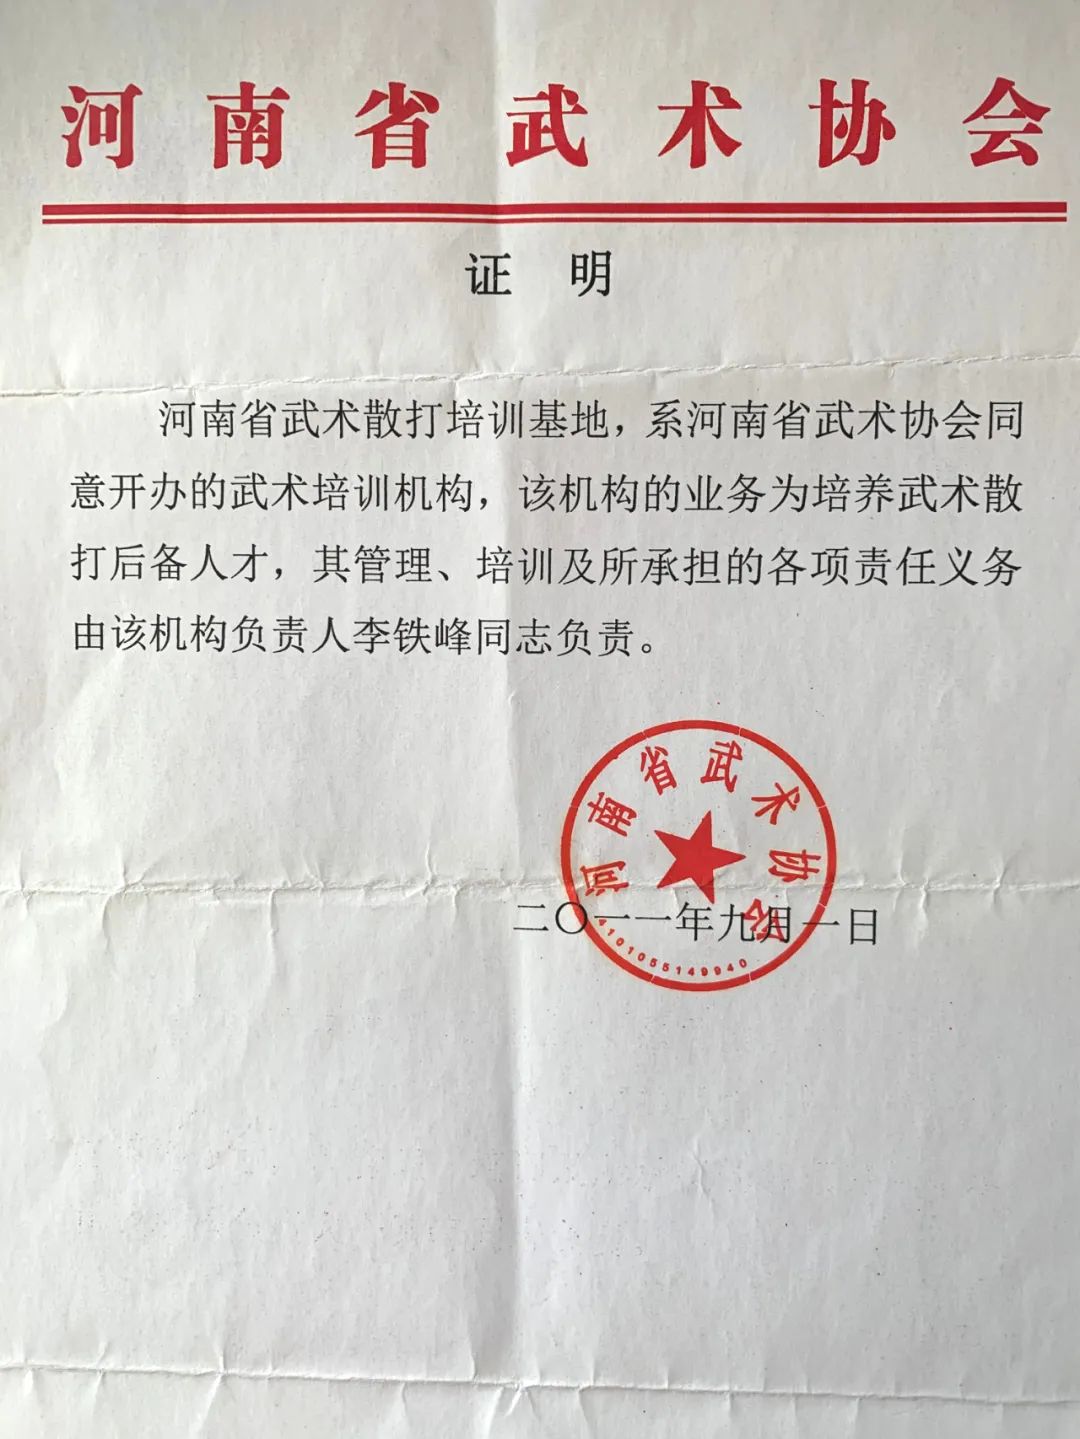 河南省武术协会
证 明
河南省武术散打培训基地，系河南省武术协会同
意开办的武术培训机构，该机构的业务为培养武术散
打后备人才，其管理、培训及所承担的各项责任义务
由该机构负责人李铁峰同志负责。
河南省武术协会
二〇一一年九月一日
4101055149940